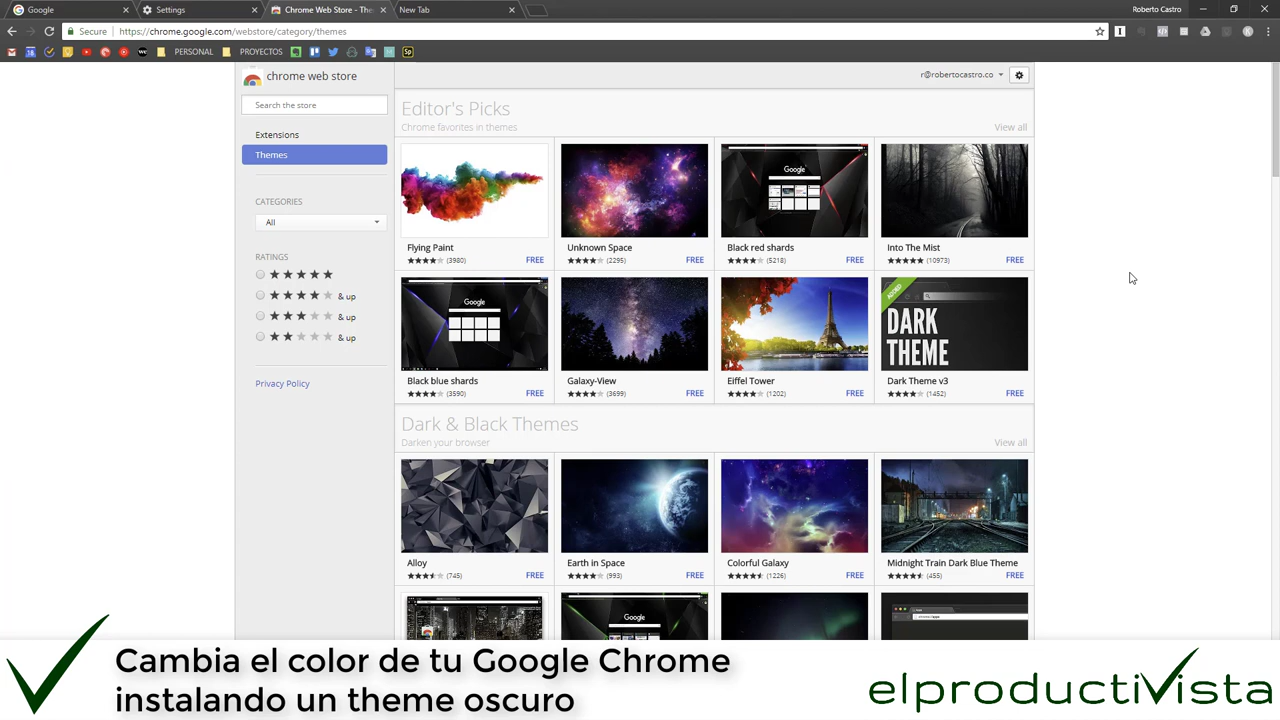 Google
Settings
Chrome Web Store - The
New Tab
Roberto Castro
Secure
https://chrome.google.com/webstore/category/themes
PERSONAL
PROYECTOS
chrome web store
r@robertocastro.co
Search the store
Extensions
Themes
CATEGORIES
All
RATINGS
& up
& up
& up
Privacy Policy
Editor's Picks
Chrome favorites in themes
View all
Flying Paint
(3980)
FREE
Unknown Space
(2295)
FREE
Google
Black red shards
(5218)
FREE
Into The Mist
(10973)
FREE
Google
Black blue shards
(3590)
FREE
Galaxy-View
(3699)
FREE
Eiffel Tower
(1202)
FREE
ADDED
DARK
THEME
Dark Theme v3
(1452)
FREE
Dark & Black Themes
Darken your browser
View all
Alloy
(745)
FREE
Earth in Space
(993)
FREE
Colorful Galaxy
(1226)
FREE
Midnight Train Dark Blue Theme
(455)
FREE
Google
Cambia el color de tu Google Chrome
instalando un theme oscuro
elproductivista